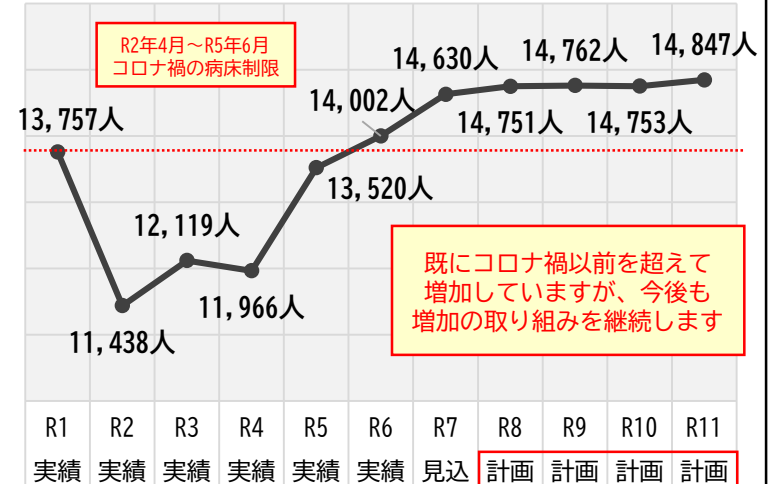 R2年4月～R5年6月
コロナ禍の病床制限
13,757人
11,438人
12,119人
11,966人
13,520人
14,002人
14,630人
14,751人
14,762人
14,753人
14,847人
既にコロナ禍以前を超えて
増加していますが、今後も
増加の取り組みを継続します
R1 R2 R3 R4 R5 R6 R7 R8 R9 R10 R11
実績 実績 実績 実績 実績 実績 見込 計画 計画 計画 計画